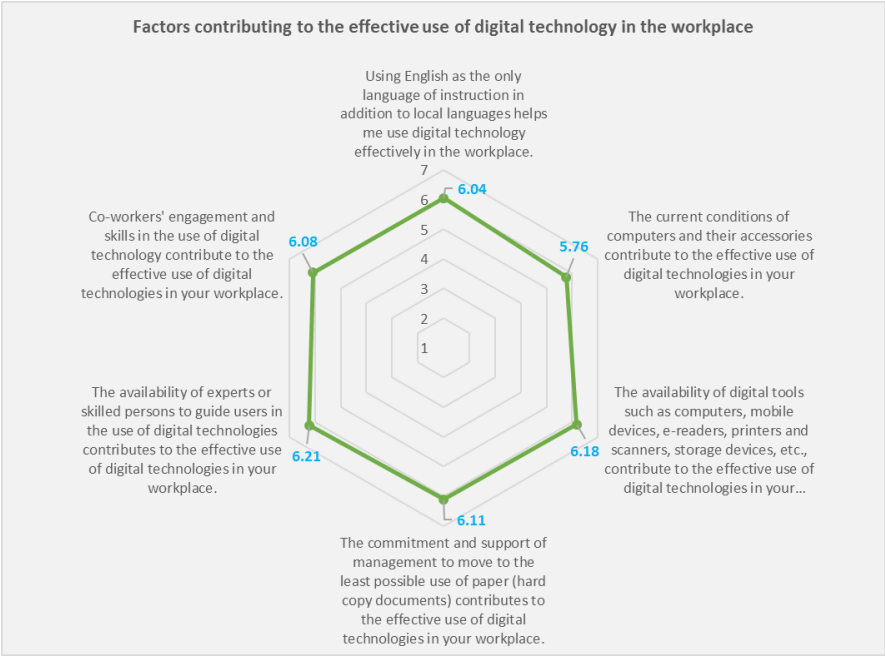 Factors contributing to the effective use of digital technology in the workplace
Using English as the only
language of instruction in
addition to local languages helps
me use digital technology
effectively in the workplace.
7
6
5
4
3
2
1
6.04
5.76
6.18
6.11
6.21
6.08
The current conditions of
computers and their accessories
contribute to the effective use of
digital technologies in your
workplace.
The availability of digital tools
such as computers, mobile
devices, e-readers, printers and
scanners, storage devices, etc.,
contribute to the effective use of
digital technologies in your…
The commitment and support of
management to move to the
least possible use of paper (hard
copy documents) contributes to
the effective use of digital
technologies in your workplace.
The availability of experts or
skilled persons to guide users in
the use of digital technologies
contributes to the effective use
of digital technologies in your
workplace.
Co-workers' engagement and
skills in the use of digital
technology contribute to the
effective use of digital
technologies in your workplace.